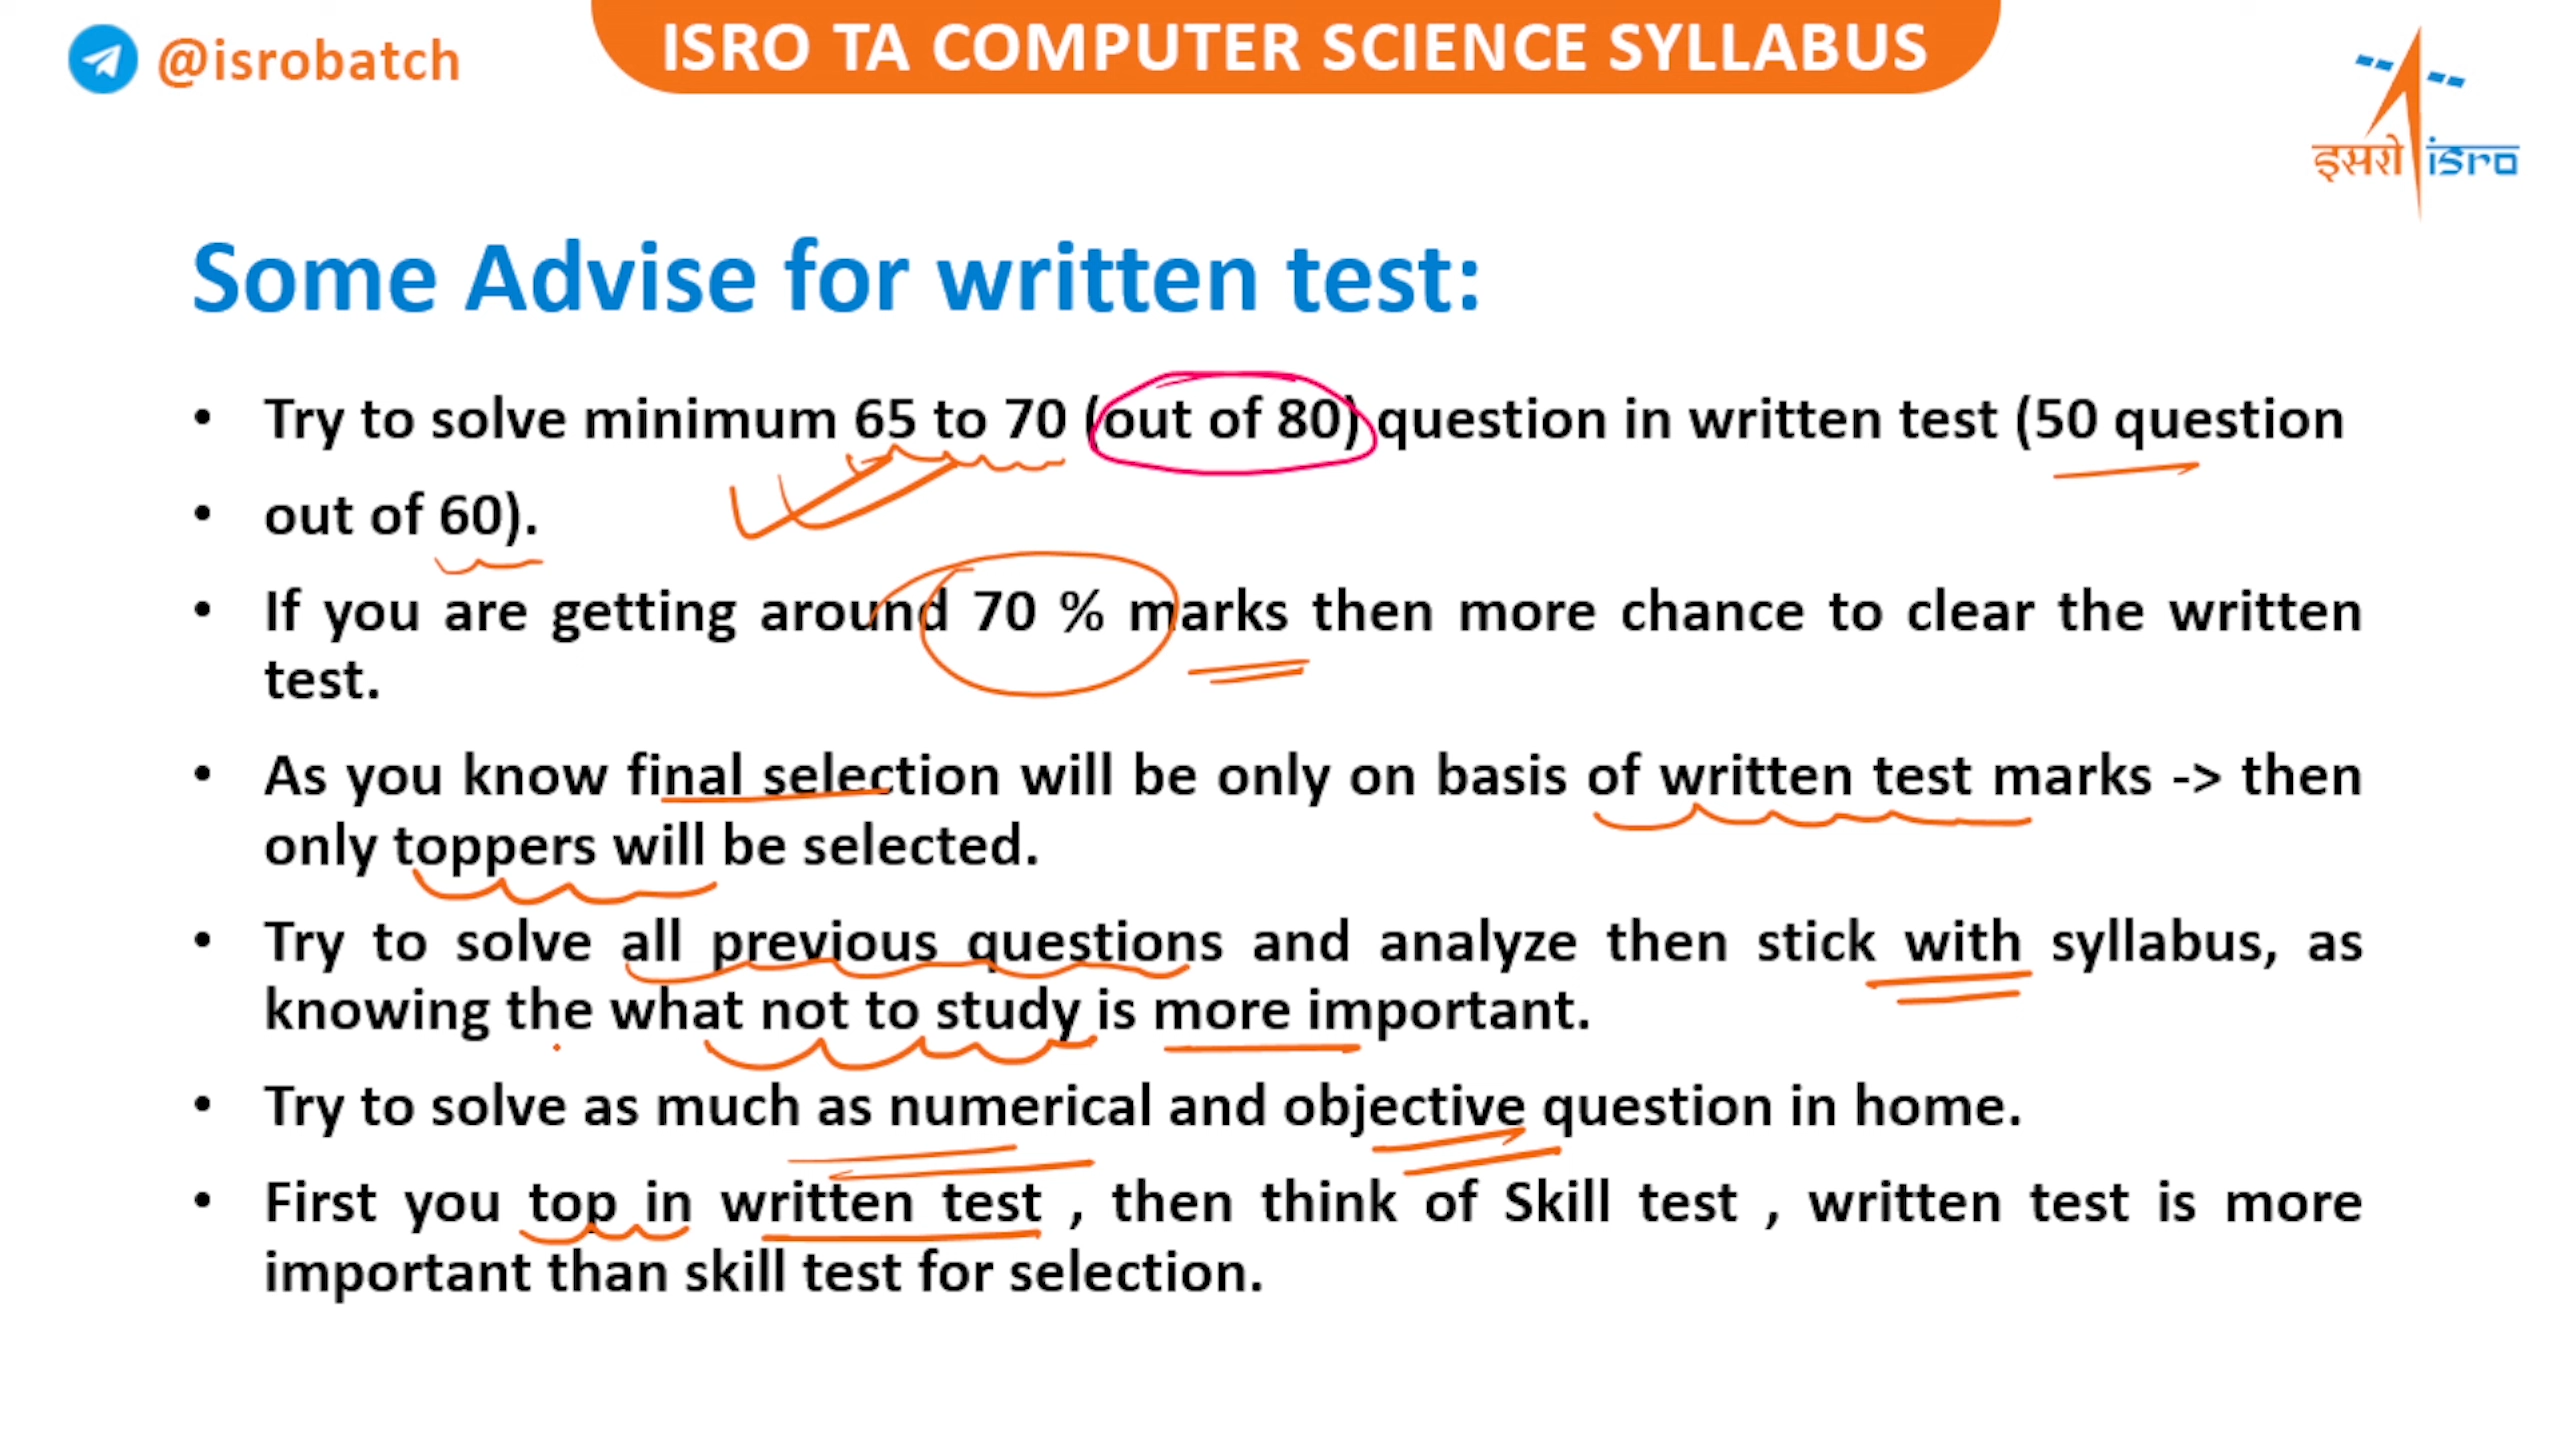 @isrobatch
ISRO TA COMPUTER SCIENCE SYLLABUS
इसरो isro
Some Advise for written test:
• Try to solve minimum 65 to 70 (out of 80) question in written test (50 question
• out of 60).
• If you are getting around 70 % marks then more chance to clear the written
test.
• As you know final selection will be only on basis of written test marks -> then
only toppers will be selected.
• Try to solve all previous questions and analyze then stick with syllabus, as
knowing the what not to study is more important.
• Try to solve as much as numerical and objective question in home.
• First you top in written test , then think of Skill test , written test is more
important than skill test for selection.